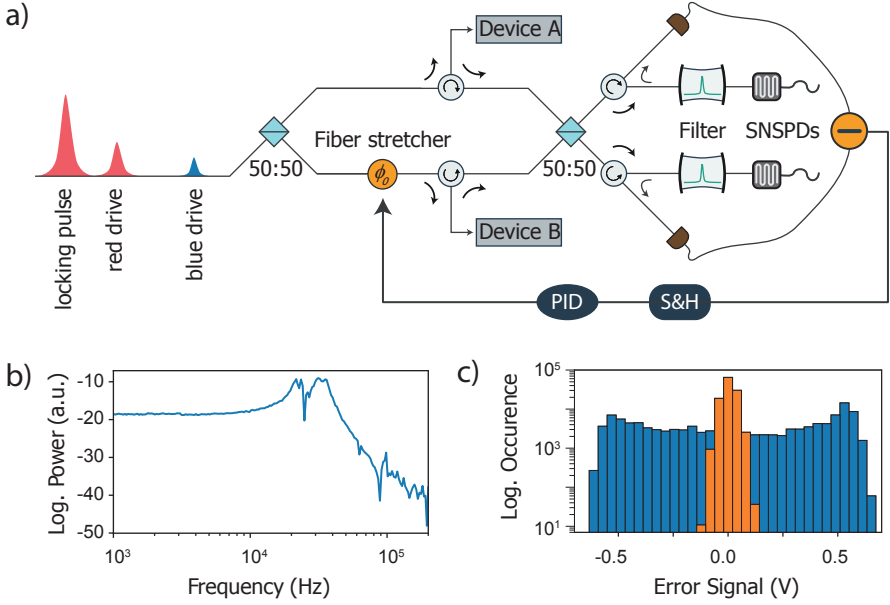 a)
Device A
Fiber stretcher
50:50
50:50
Filter
SNSPDs
ϕ₀
Device B
locking pulse
red drive
blue drive
PID
S&H
b)
Log. Power (a.u.)
-10
-20
-30
-40
-50
10³
10⁴
10⁵
Frequency (Hz)
c)
Log. Occurence
10⁵
10³
10¹
-0.5
0.0
0.5
Error Signal (V)